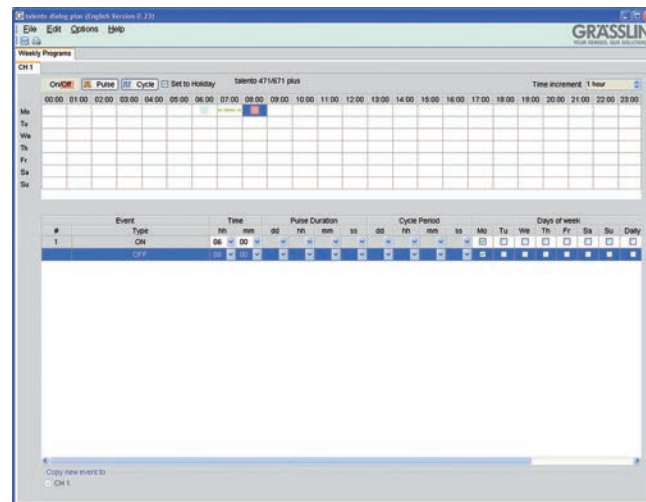 talento dialog plus (English Version 0.23)
File Edit Options Help
GRÄSSLIN
Weekly Programs
CH 1
On/Off Pulse Cycle Set to Holiday talento 471/671 plus Time increment 1 hour
00:00 01:00 02:00 03:00 04:00 05:00 06:00 07:00 08:00 09:00 10:00 11:00 12:00 13:00 14:00 15:00 16:00 17:00 18:00 19:00 20:00 21:00 22:00 23:00
Mo
Tu
We
Th
Fr
Sa
Su
Event Time Pulse Duration Cycle Period Days of week
# Type hh mm dd hh mm ss dd hh mm ss Mo Tu We Th Fr Sa Su Daily
1 ON 06 00
OFF 08 00
Copy new event to
CH 1